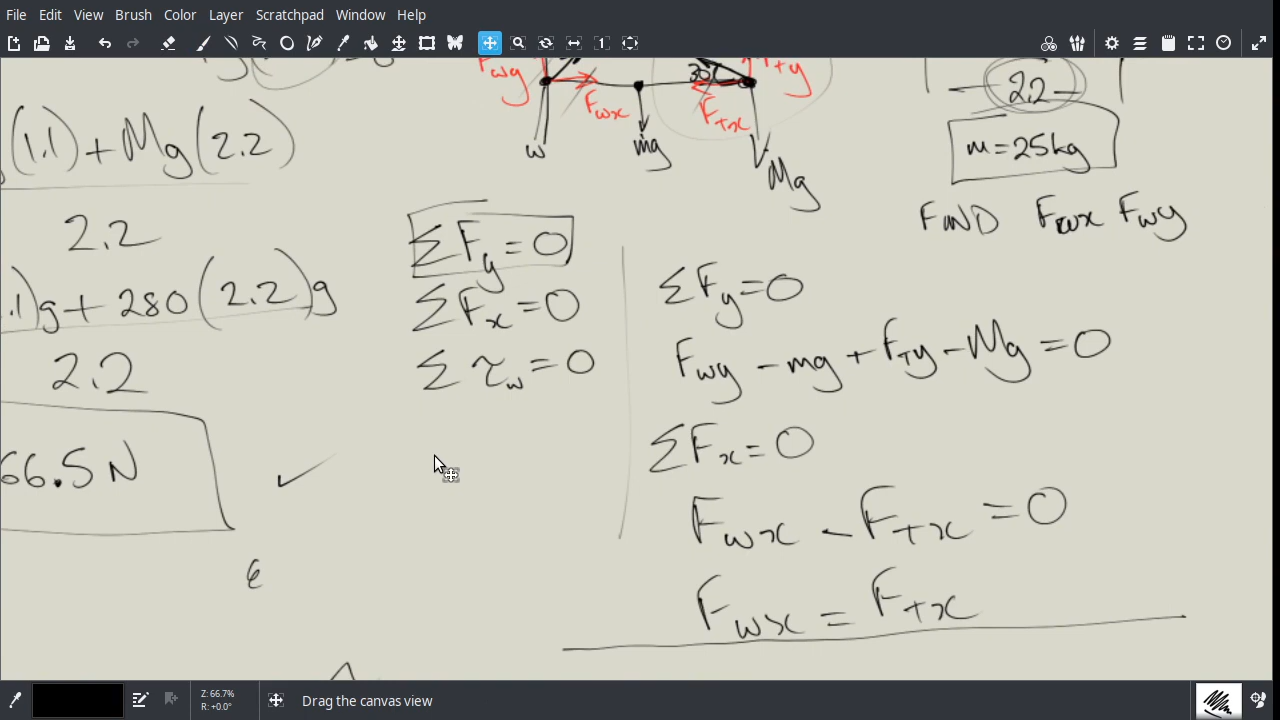 File Edit View Brush Color Layer Scratchpad Window Help
Fwy
Fwx
w
mg
30
FTx
FTy
Mg
2.2
m=25kg
FIND Fwx Fwy
(1.1)+Mg(2.2)
2.2
.1)g+280(2.2)g
2.2
66.5 N
ΣFy=0
ΣFx=0
Στw=0
ΣFy=0
Fwy-mg+FTy-Mg=0
ΣFx=0
Fwx-FTx=0
Fwx=FTx
Z: 66.7%
R: +0.0°
Drag the canvas view